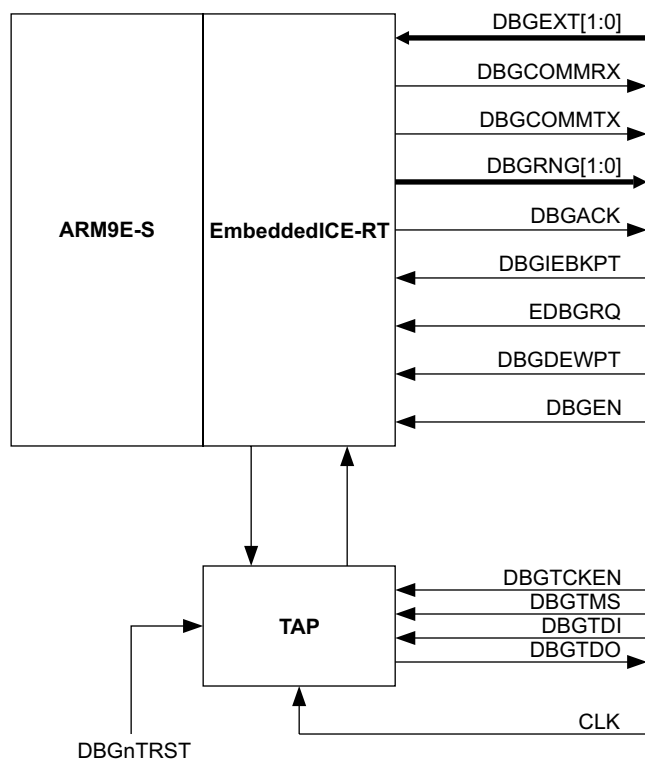 DBGEXT[1:0]
DBGCOMMRX
DBGCOMMTX
DBGRNG[1:0]
ARM9E-S
EmbeddedICE-RT
DBGACK
DBGIEBKPT
EDBGRQ
DBGDEWPT
DBGEN
DBGTCKEN
DBGTMS
TAP
DBGTDI
DBGTDO
CLK
DBGnTRST